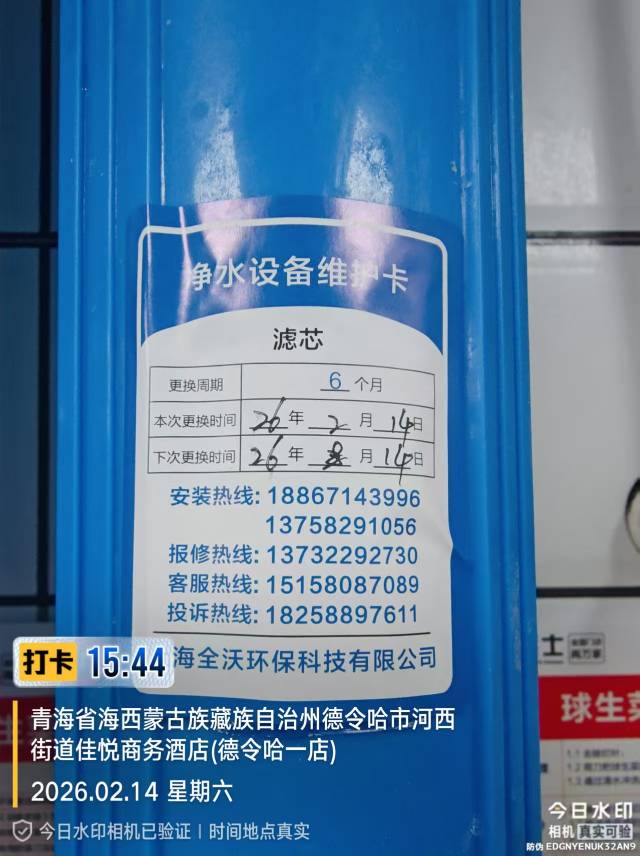 净水设备维护卡
滤芯
更换周期 6 个月
本次更换时间 26 年 2 月 14 日
下次更换时间 26 年 8 月 14 日
安装热线: 18867143996
13758291056
报修热线: 13732292730
客服热线: 15158087089
投诉热线: 18258897611
海全沃环保科技有限公司
打卡 15:44
青海省海西蒙古族藏族自治州德令哈市河西
街道佳悦商务酒店(德令哈一店)
2026.02.14 星期六
今日水印相机已验证 | 时间地点真实
士
球生菜
今日水印
相机 真实可验
防伪 EDGNYENUK32AN9